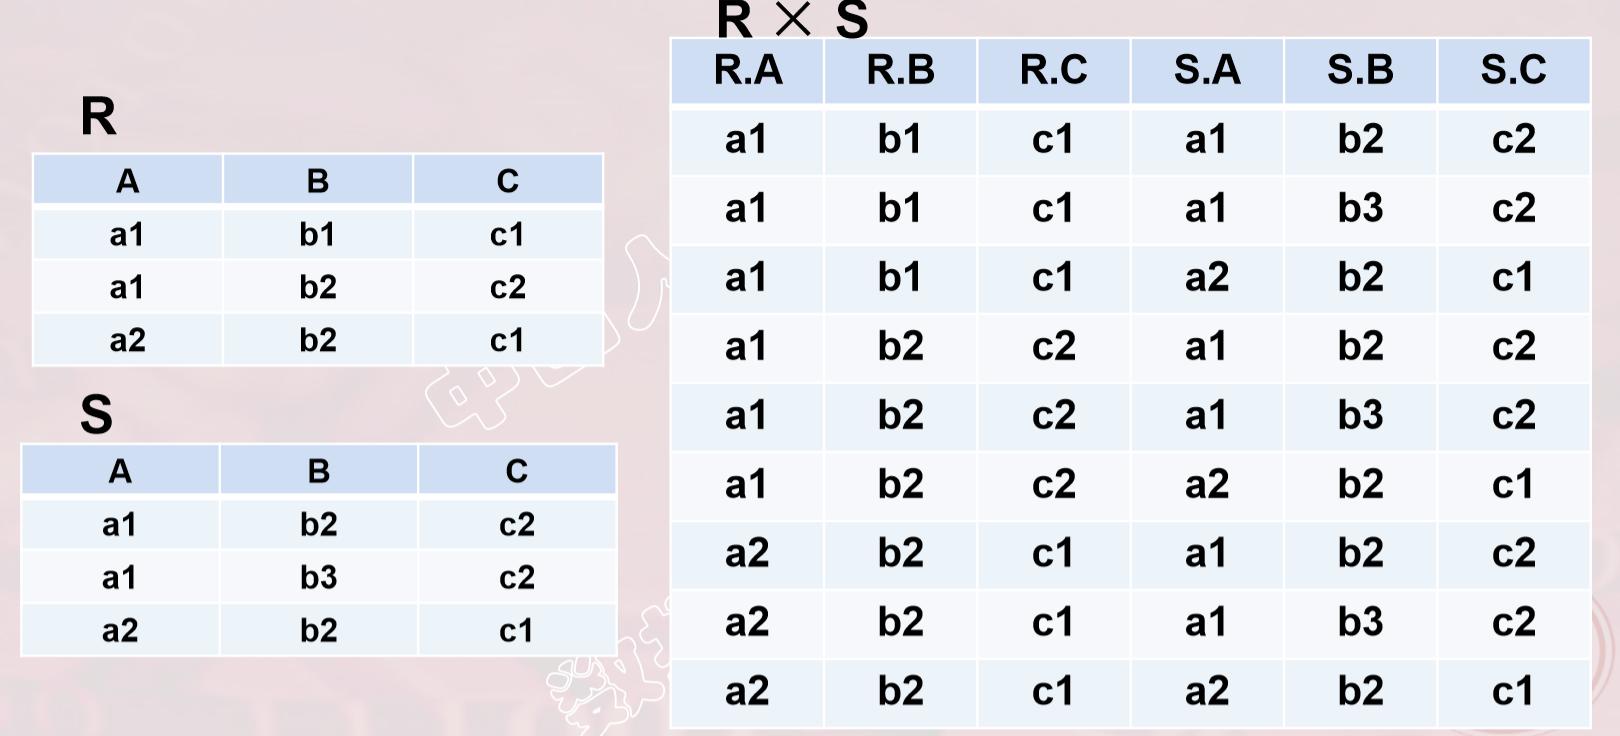 R
A B C
a1 b1 c1
a1 b2 c2
a2 b2 c1
S
A B C
a1 b2 c2
a1 b3 c2
a2 b2 c1
R × S
R.A R.B R.C S.A S.B S.C
a1 b1 c1 a1 b2 c2
a1 b1 c1 a1 b3 c2
a1 b1 c1 a2 b2 c1
a1 b2 c2 a1 b2 c2
a1 b2 c2 a1 b3 c2
a1 b2 c2 a2 b2 c1
a2 b2 c1 a1 b2 c2
a2 b2 c1 a1 b3 c2
a2 b2 c1 a2 b2 c1